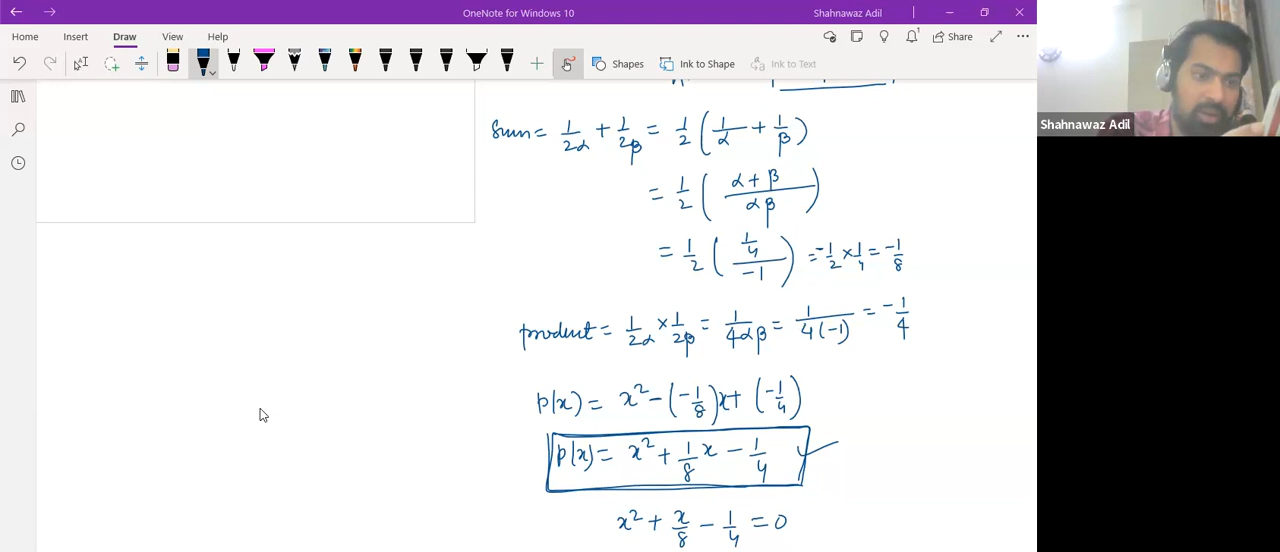 OneNote for Windows 10
Shahnawaz Adil
Home Insert Draw View Help
Share
Shapes
Ink to Shape
Ink to Text
Shahnawaz Adil
Sum = 1/2α + 1/2β = 1/2 (1/α + 1/β)
= 1/2 (α + β / αβ)
= 1/2 (1/4 / -1) = -1/2 × 1/4 = -1/8
product = 1/2α × 1/2β = 1/4αβ = 1/4(-1) = -1/4
p(x) = x² - (-1/8)x + (-1/4)
p(x) = x² + 1/8 x - 1/4
x² + x/8 - 1/4 = 0